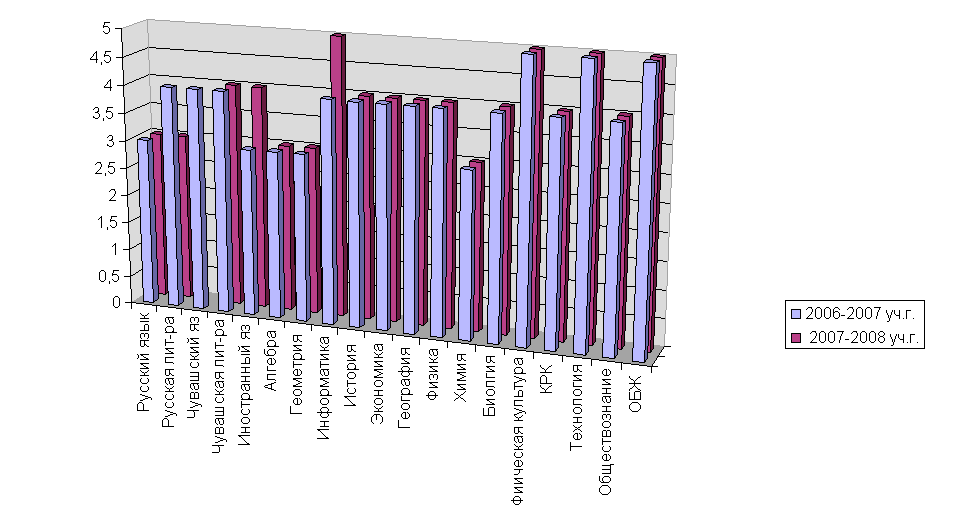 5
4,5
4
3,5
3
2,5
2
1,5
1
0,5
0
Русский язык
Русская лит-ра
Чувашский яз
Чувашская лит-ра
Иностранный яз
Алгебра
Геометрия
Информатика
История
Экономика
География
Физика
Химия
Биолгия
Фиическая культура
КРК
Технология
Обществознание
ОБЖ
2006-2007 уч.г.
2007-2008 уч.г.